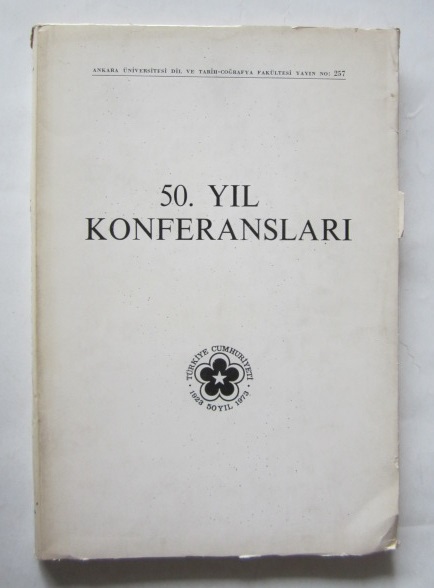 ANKARA ÜNİVERSİTESİ DİL VE TARİH-COĞRAFYA FAKÜLTESİ YAYIN NO: 257
50. YIL
KONFERANSLARI
TÜRKİYE CUMHURİYETİ
1923 50 YIL 1973